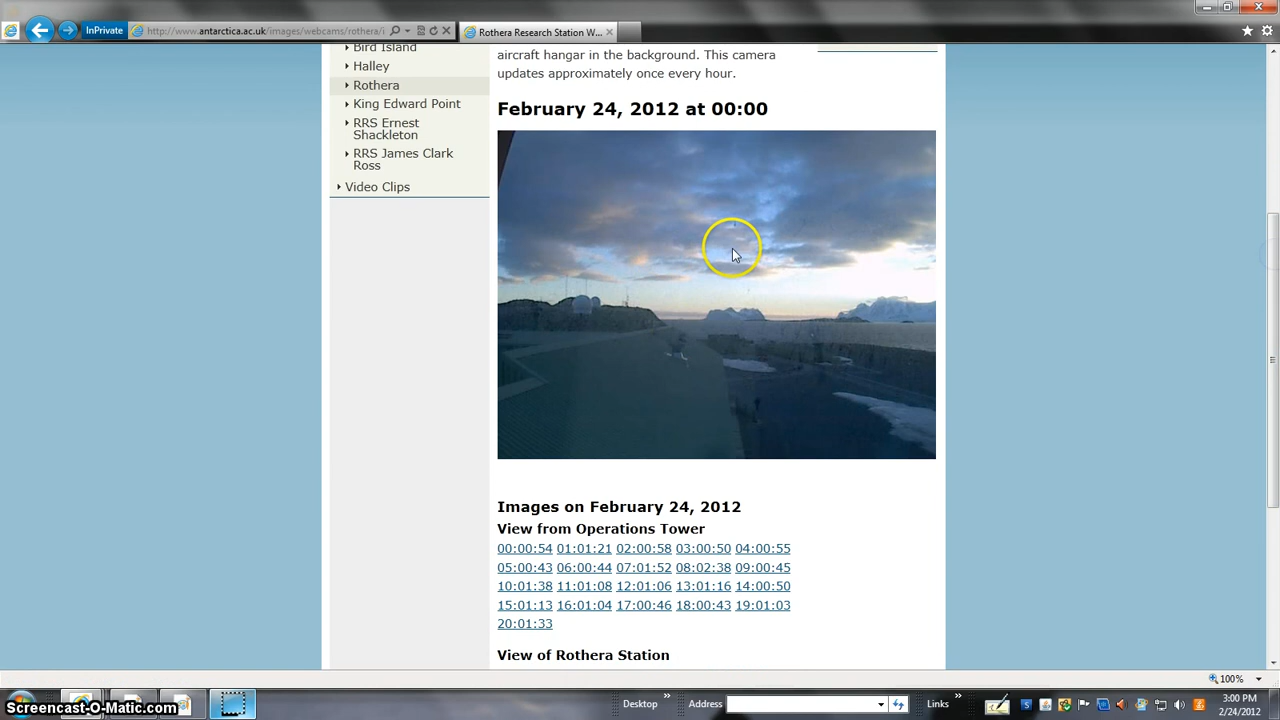 InPrivate
http://www.antarctica.ac.uk/images/webcams/rothera/i
Rothera Research Station W...
Bird Island
Halley
Rothera
King Edward Point
RRS Ernest
Shackleton
RRS James Clark
Ross
Video Clips
aircraft hangar in the background. This camera
updates approximately once every hour.
February 24, 2012 at 00:00
Images on February 24, 2012
View from Operations Tower
00:00:54 01:01:21 02:00:58 03:00:50 04:00:55
05:00:43 06:00:44 07:01:52 08:02:38 09:00:45
10:01:38 11:01:08 12:01:06 13:01:16 14:00:50
15:01:13 16:01:04 17:00:46 18:00:43 19:01:03
20:01:33
View of Rothera Station
100%
Screencast-O-Matic.com
Desktop
Address
Links
3:00 PM
2/24/2012